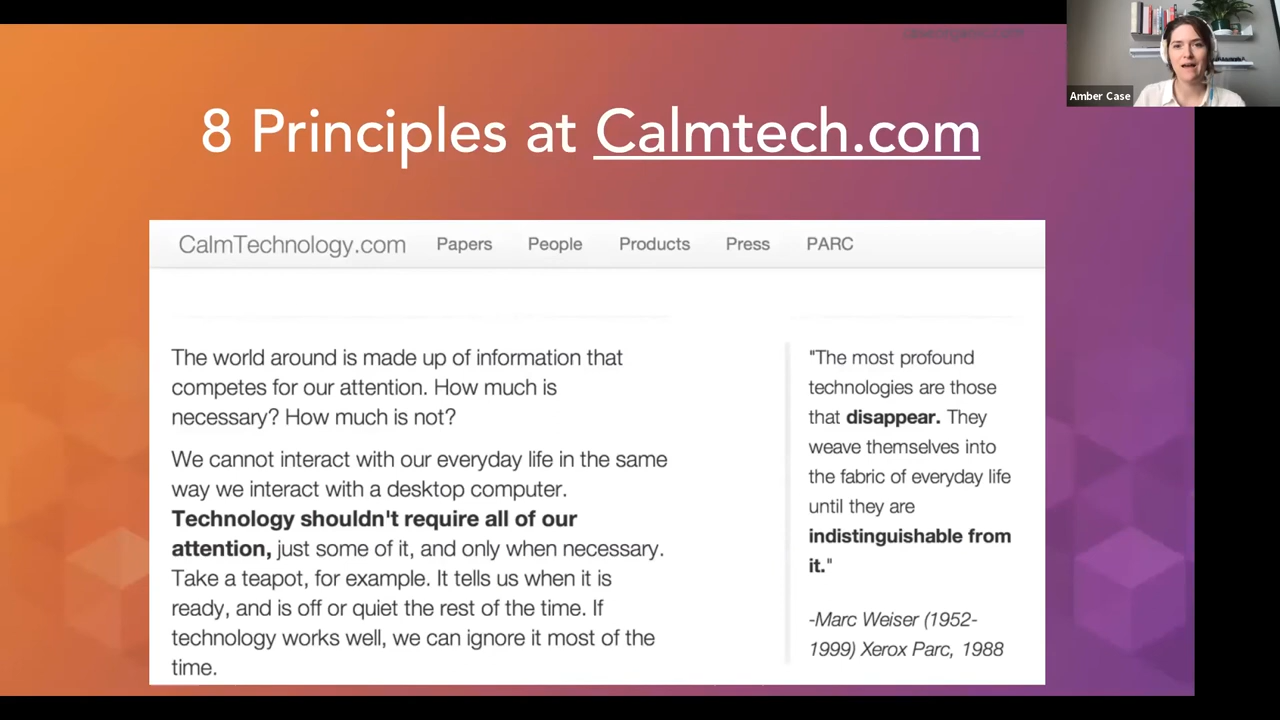 Amber Case
8 Principles at Calmtech.com
CalmTechnology.com Papers People Products Press PARC
The world around is made up of information that
competes for our attention. How much is
necessary? How much is not?
We cannot interact with our everyday life in the same
way we interact with a desktop computer.
Technology shouldn't require all of our
attention, just some of it, and only when necessary.
Take a teapot, for example. It tells us when it is
ready, and is off or quiet the rest of the time. If
technology works well, we can ignore it most of the
time.
"The most profound
technologies are those
that disappear. They
weave themselves into
the fabric of everyday life
until they are
indistinguishable from
it."
-Marc Weiser (1952-
1999) Xerox Parc, 1988